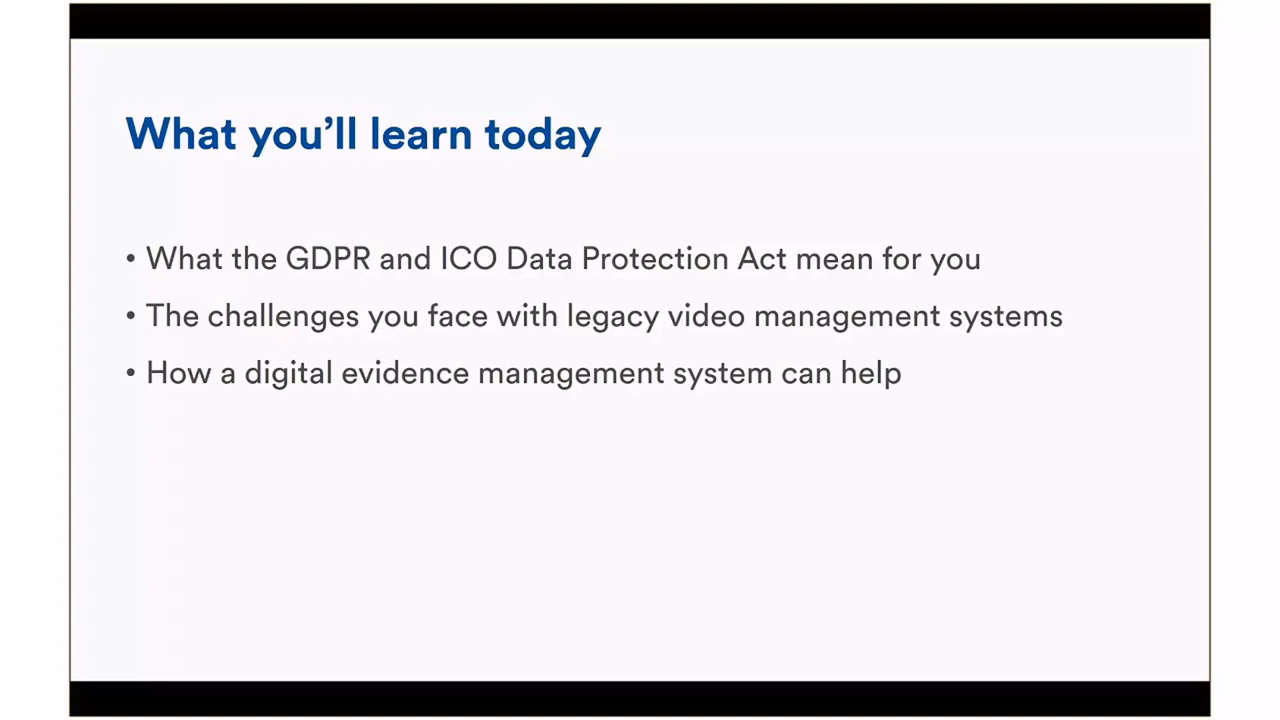 What you’ll learn today
• What the GDPR and ICO Data Protection Act mean for you
• The challenges you face with legacy video management systems
• How a digital evidence management system can help